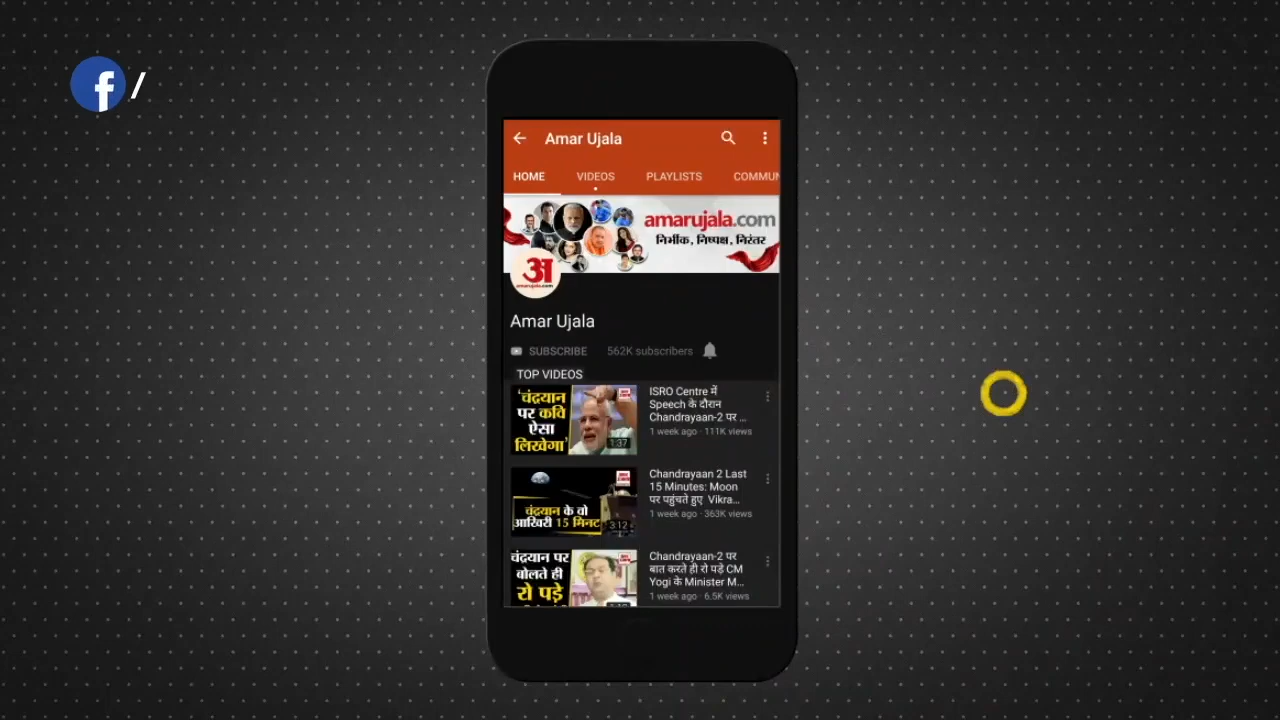 f /
Amar Ujala
HOME VIDEOS PLAYLISTS COMMUN
amarujala.com
निर्भीक, निष्पक्ष, निरंतर
अ
amarujala.com
Amar Ujala
SUBSCRIBE 562K subscribers
TOP VIDEOS
'चंद्रयान
पर कवि
ऐसा
लिखेगा'
1:37
ISRO Centre में
Speech के दौरान
Chandrayaan-2 पर ...
1 week ago · 111K views
चंद्रयान के वो
आखिरी 15 मिनट
3:12
Chandrayaan 2 Last
15 Minutes: Moon
पर पहुंचते हुए Vikra...
1 week ago · 363K views
चंद्रयान पर
बोलते ही
रो पड़े
Chandrayaan-2 पर
बात करते ही रो पड़े CM
Yogi के Minister M...
1 week ago · 6.5K views